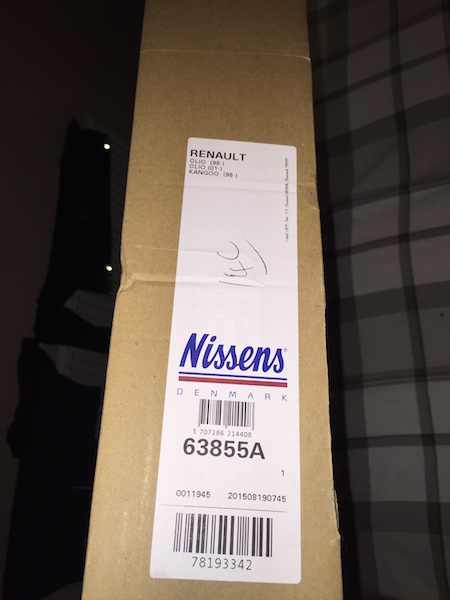 RENAULT
CLIO (98-)
CLIO (01-)
KANGOO (98-)
Nissens®
DENMARK
5 707286 214408
63855A
1
0011945 201508190745
78193342